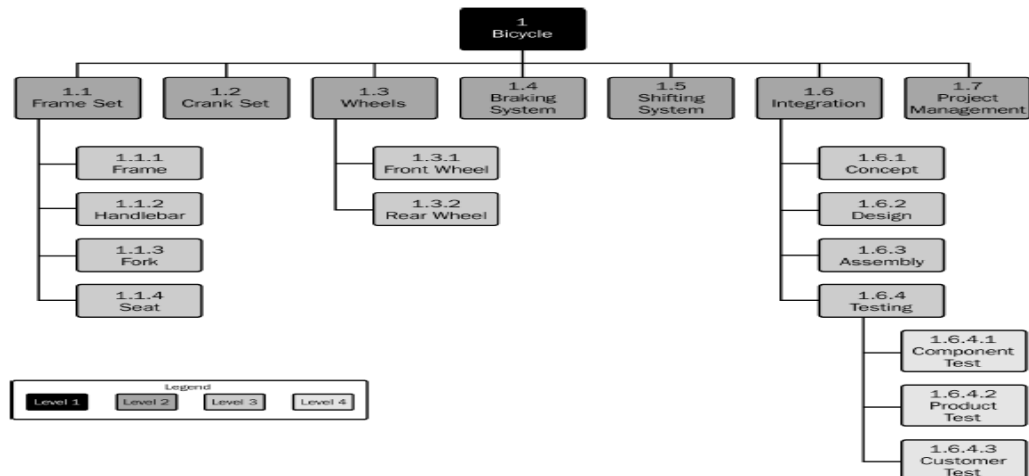 1
Bicycle
1.1
Frame Set
1.2
Crank Set
1.3
Wheels
1.4
Braking
System
1.5
Shifting
System
1.6
Integration
1.7
Project
Management
1.1.1
Frame
1.1.2
Handlebar
1.1.3
Fork
1.1.4
Seat
1.3.1
Front Wheel
1.3.2
Rear Wheel
1.6.1
Concept
1.6.2
Design
1.6.3
Assembly
1.6.4
Testing
1.6.4.1
Component
Test
1.6.4.2
Product
Test
1.6.4.3
Customer
Test
Legend
Level 1
Level 2
Level 3
Level 4